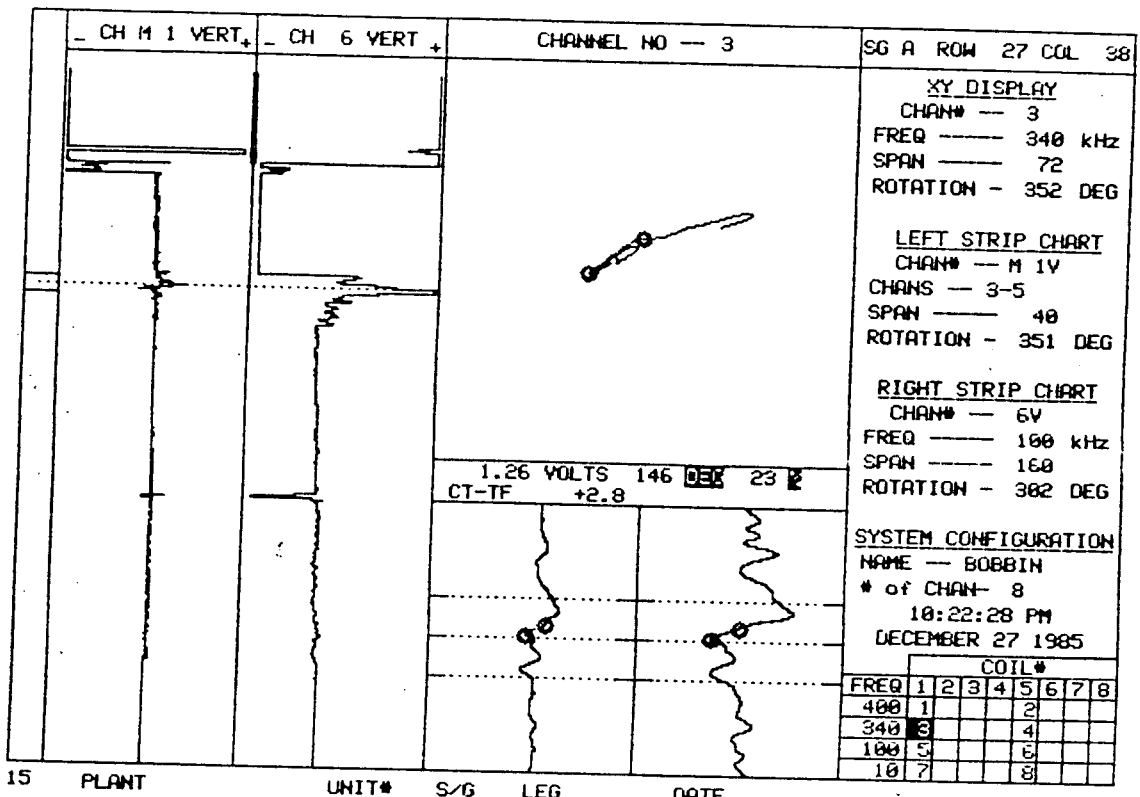 _ CH M 1 VERT +
_ CH 6 VERT +
CHANNEL NO -- 3
SG A ROW 27 COL 38
XY DISPLAY
CHAN# -- 3
FREQ ----- 340 kHz
SPAN ----- 72
ROTATION - 352 DEG
LEFT STRIP CHART
CHAN# -- M 1V
CHANS -- 3-5
SPAN ----- 40
ROTATION - 351 DEG
RIGHT STRIP CHART
CHAN# -- 6V
FREQ ----- 100 kHz
SPAN ----- 160
ROTATION - 302 DEG
1.26 VOLTS 146 DEG 23 %
CT-TF +2.8
SYSTEM CONFIGURATION
NAME -- BOBBIN
# of CHAN- 8
10:22:28 PM
DECEMBER 27 1985
COIL#
FREQ 1 2 3 4 5 6 7 8
400 1 2
340 3 4
100 5 6
10 7 8
15 PLANT UNIT# S/G LEG DATE